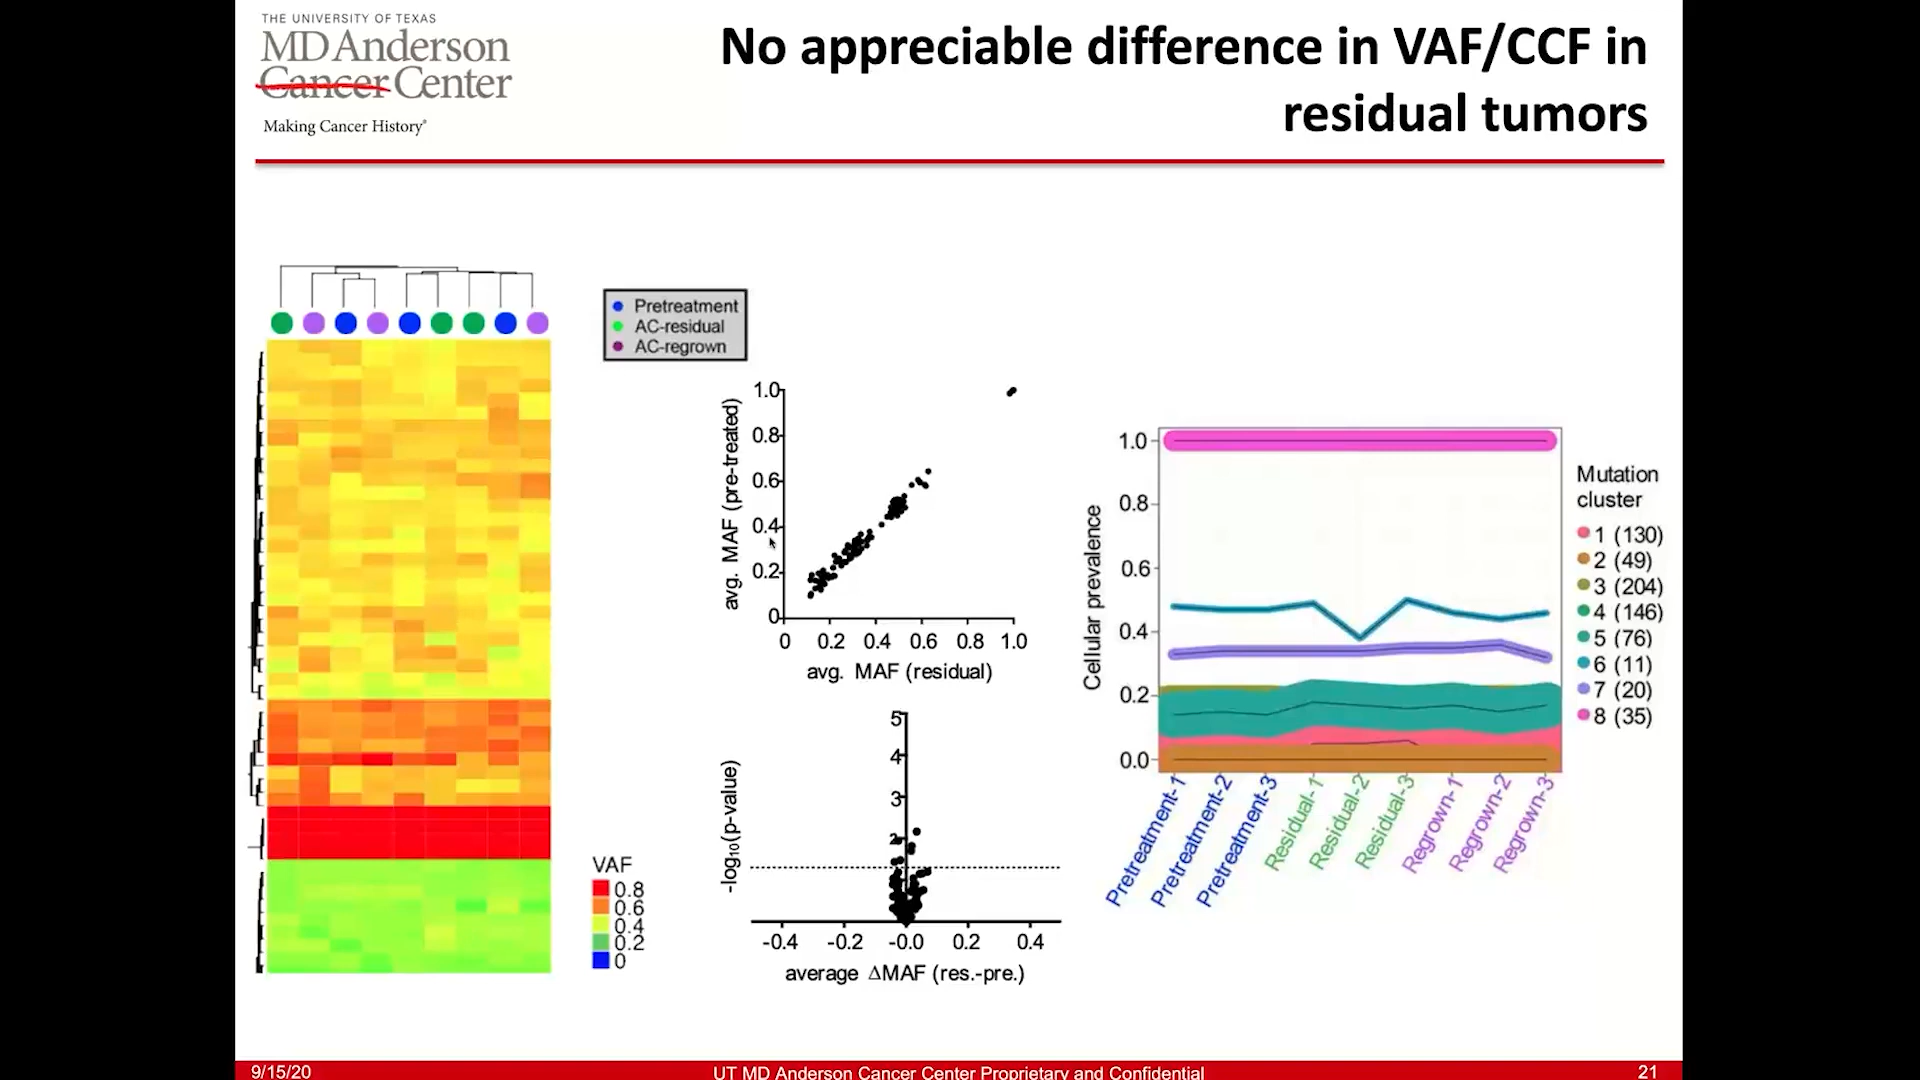 THE UNIVERSITY OF TEXAS
MD Anderson
Cancer Center
Making Cancer History®
No appreciable difference in VAF/CCF in
residual tumors
Pretreatment
AC-residual
AC-regrown
VAF
0.8
0.6
0.4
0.2
0
avg. MAF (pre-treated)
1.0
0.8
0.6
0.4
0.2
0
0 0.2 0.4 0.6 0.8 1.0
avg. MAF (residual)
-log10(p-value)
5
4
3
2
-0.4 -0.2 -0.0 0.2 0.4
average ΔMAF (res.-pre.)
Cellular prevalence
1.0
0.8
0.6
0.4
0.2
0.0
Pretreatment-1
Pretreatment-2
Pretreatment-3
Residual-1
Residual-2
Residual-3
Regrown-1
Regrown-2
Regrown-3
Mutation
cluster
1 (130)
2 (49)
3 (204)
4 (146)
5 (76)
6 (11)
7 (20)
8 (35)
9/15/20
UT MD Anderson Cancer Center Proprietary and Confidential
21